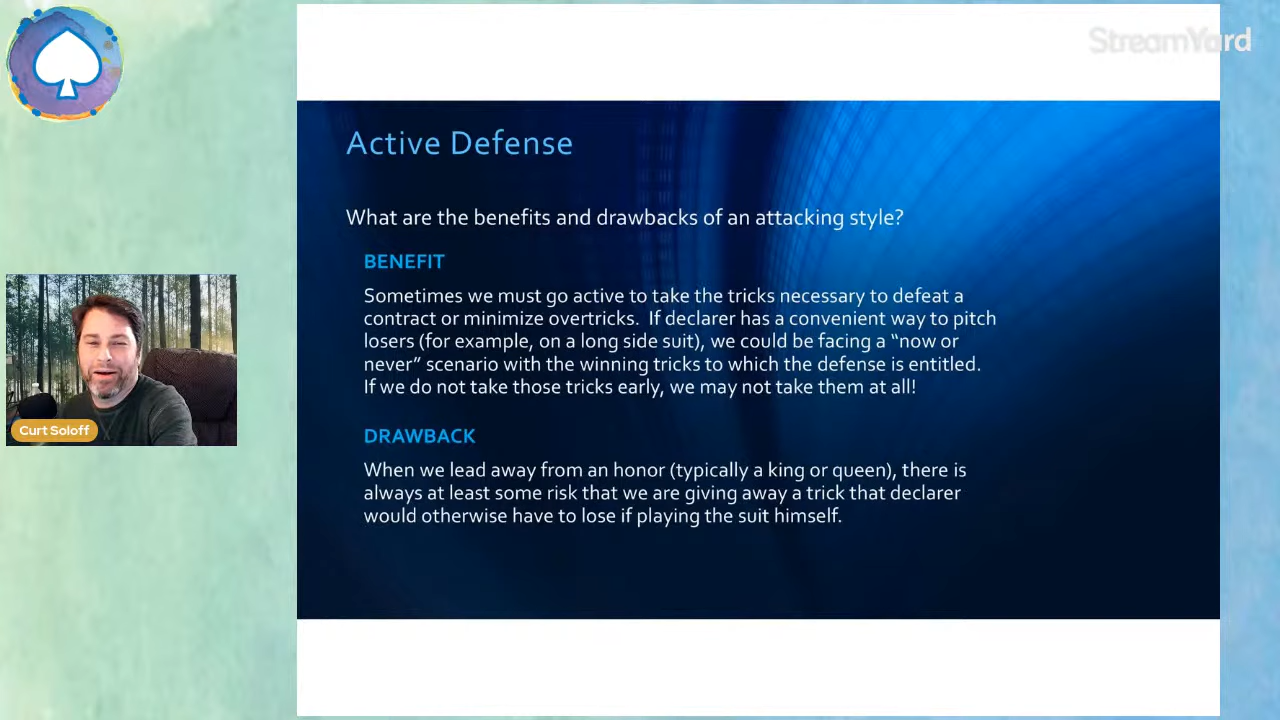 StreamYard
Active Defense
What are the benefits and drawbacks of an attacking style?
BENEFIT
Sometimes we must go active to take the tricks necessary to defeat a
contract or minimize overtricks.  If declarer has a convenient way to pitch
losers (for example, on a long side suit), we could be facing a “now or
never” scenario with the winning tricks to which the defense is entitled.
If we do not take those tricks early, we may not take them at all!
DRAWBACK
When we lead away from an honor (typically a king or queen), there is
always at least some risk that we are giving away a trick that declarer
would otherwise have to lose if playing the suit himself.
Curt Soloff